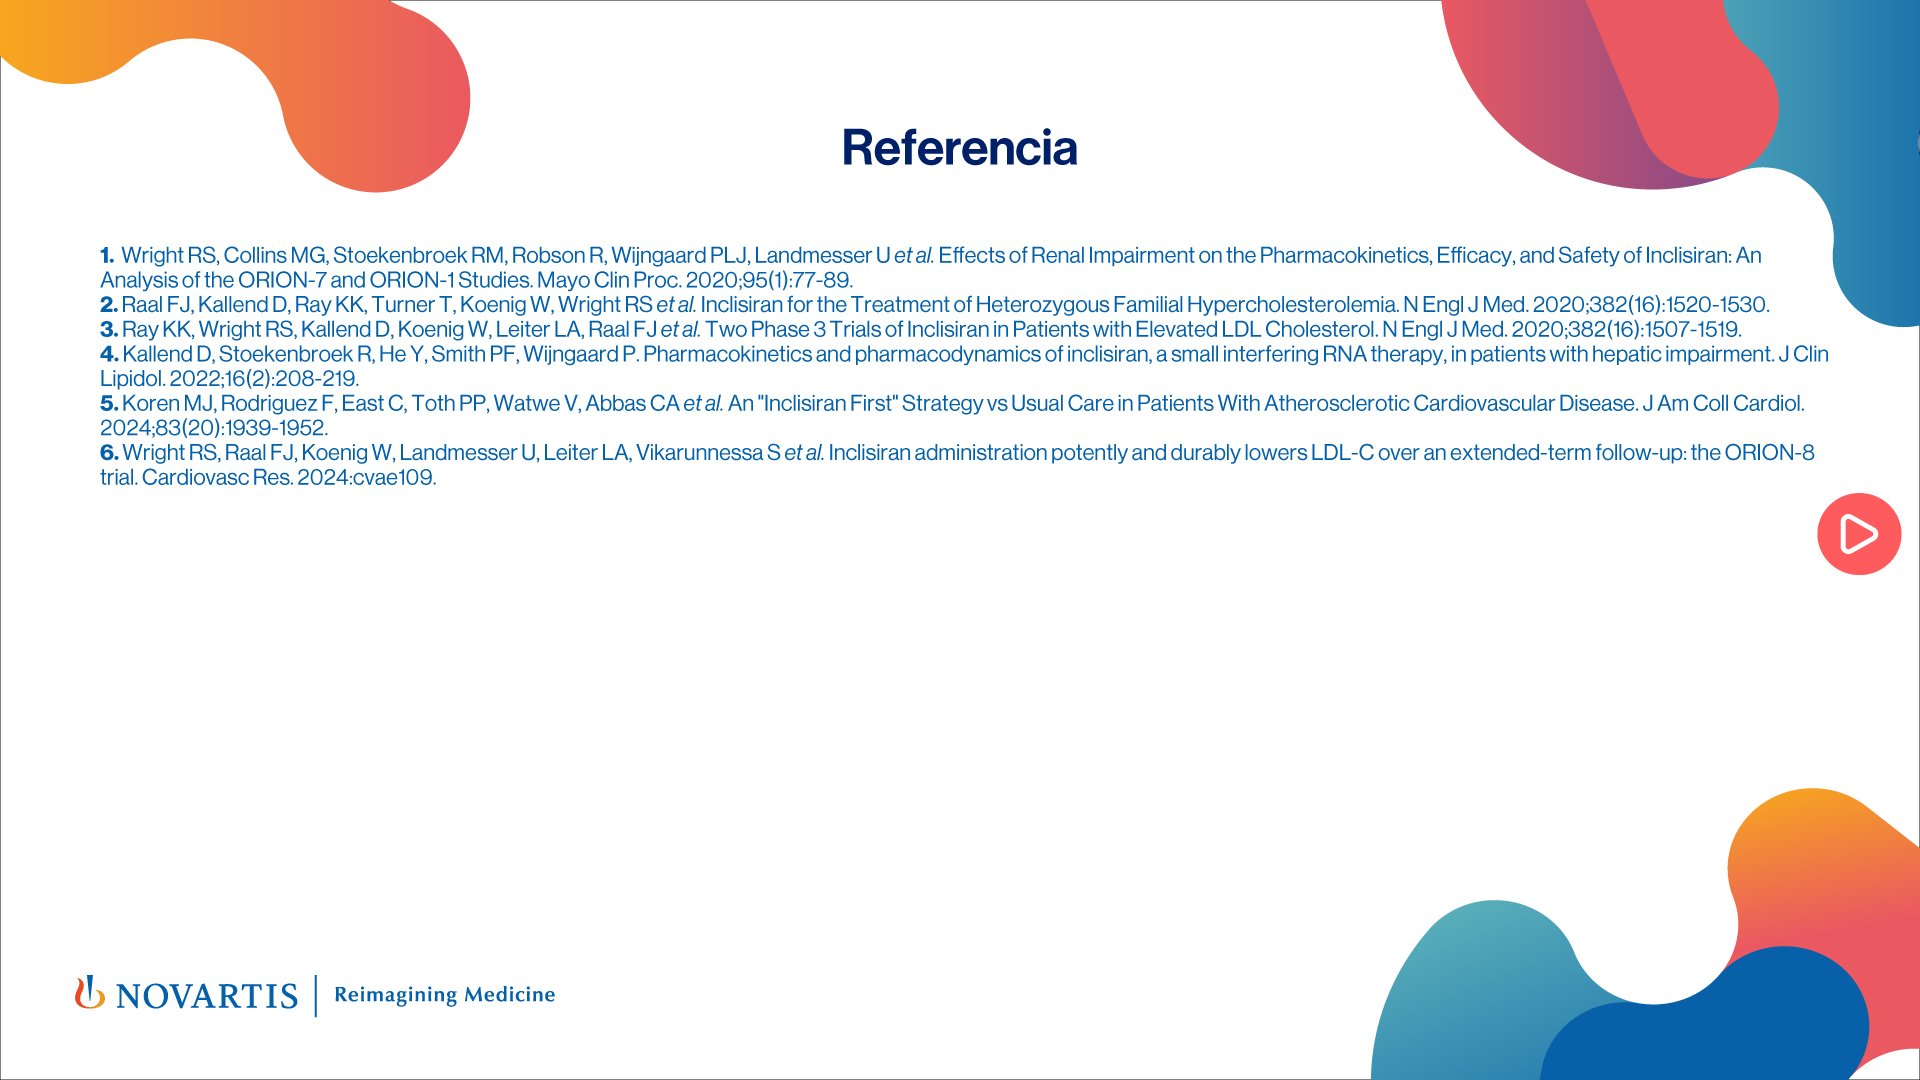 Referencia
1. Wright RS, Collins MG, Stoekenbroek RM, Robson R, Wijngaard PLJ, Landmesser U et al. Effects of Renal Impairment on the Pharmacokinetics, Efficacy, and Safety of Inclisiran: An
Analysis of the ORION-7 and ORION-1 Studies. Mayo Clin Proc. 2020;95(1):77-89.
2. Raal FJ, Kallend D, Ray KK, Turner T, Koenig W, Wright RS et al. Inclisiran for the Treatment of Heterozygous Familial Hypercholesterolemia. N Engl J Med. 2020;382(16):1520-1530.
3. Ray KK, Wright RS, Kallend D, Koenig W, Leiter LA, Raal FJ et al. Two Phase 3 Trials of Inclisiran in Patients with Elevated LDL Cholesterol. N Engl J Med. 2020;382(16):1507-1519.
4. Kallend D, Stoekenbroek R, He Y, Smith PF, Wijngaard P. Pharmacokinetics and pharmacodynamics of inclisiran, a small interfering RNA therapy, in patients with hepatic impairment. J Clin
Lipidol. 2022;16(2):208-219.
5. Koren MJ, Rodriguez F, East C, Toth PP, Watwe V, Abbas CA et al. An "Inclisiran First" Strategy vs Usual Care in Patients With Atherosclerotic Cardiovascular Disease. J Am Coll Cardiol.
2024;83(20):1939-1952.
6. Wright RS, Raal FJ, Koenig W, Landmesser U, Leiter LA, Vikarunnessa S et al. Inclisiran administration potently and durably lowers LDL-C over an extended-term follow-up: the ORION-8
trial. Cardiovasc Res. 2024:cvae109.
NOVARTIS | Reimagining Medicine